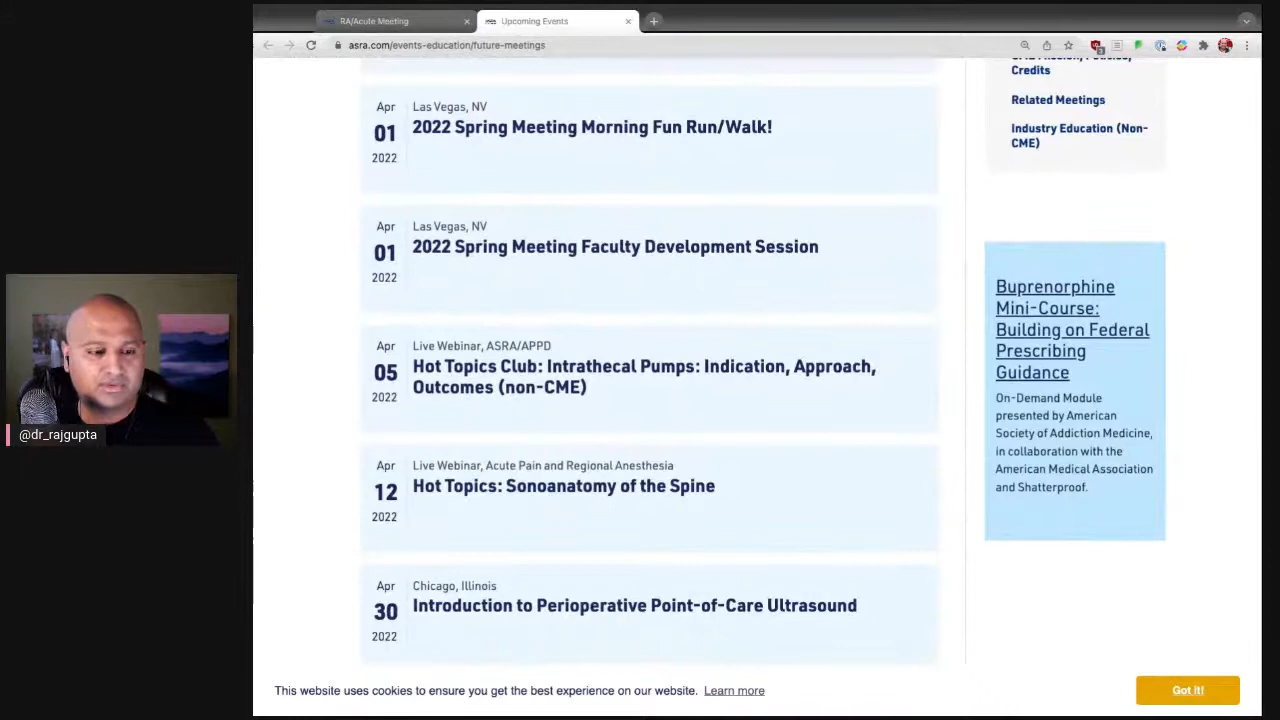 RA/Acute Meeting
Upcoming Events
asra.com/events-education/future-meetings
Credits
Related Meetings
Industry Education (Non-
CME)
Apr
01
2022
Las Vegas, NV
2022 Spring Meeting Morning Fun Run/Walk!
Apr
01
2022
Las Vegas, NV
2022 Spring Meeting Faculty Development Session
Apr
05
2022
Live Webinar, ASRA/APPD
Hot Topics Club: Intrathecal Pumps: Indication, Approach,
Outcomes (non-CME)
Apr
12
2022
Live Webinar, Acute Pain and Regional Anesthesia
Hot Topics: Sonoanatomy of the Spine
Apr
30
2022
Chicago, Illinois
Introduction to Perioperative Point-of-Care Ultrasound
Buprenorphine
Mini-Course:
Building on Federal
Prescribing
Guidance
On-Demand Module
presented by American
Society of Addiction Medicine,
in collaboration with the
American Medical Association
and Shatterproof.
@dr_rajgupta
This website uses cookies to ensure you get the best experience on our website. Learn more
Got it!